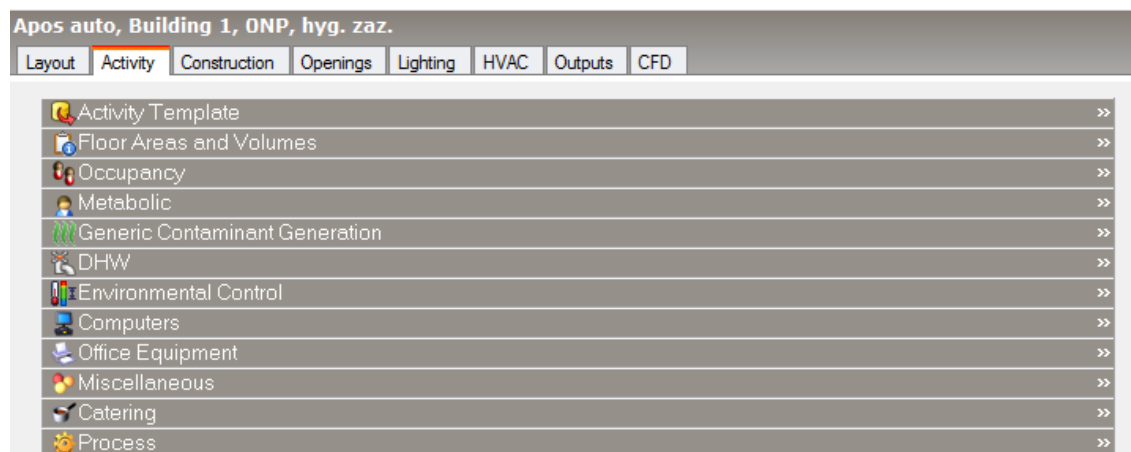 Apos auto, Building 1, ONP, hyg. zaz.
Layout Activity Construction Openings Lighting HVAC Outputs CFD
Activity Template »
Floor Areas and Volumes »
Occupancy »
Metabolic »
Generic Contaminant Generation »
DHW »
Environmental Control »
Computers »
Office Equipment »
Miscellaneous »
Catering »
Process »